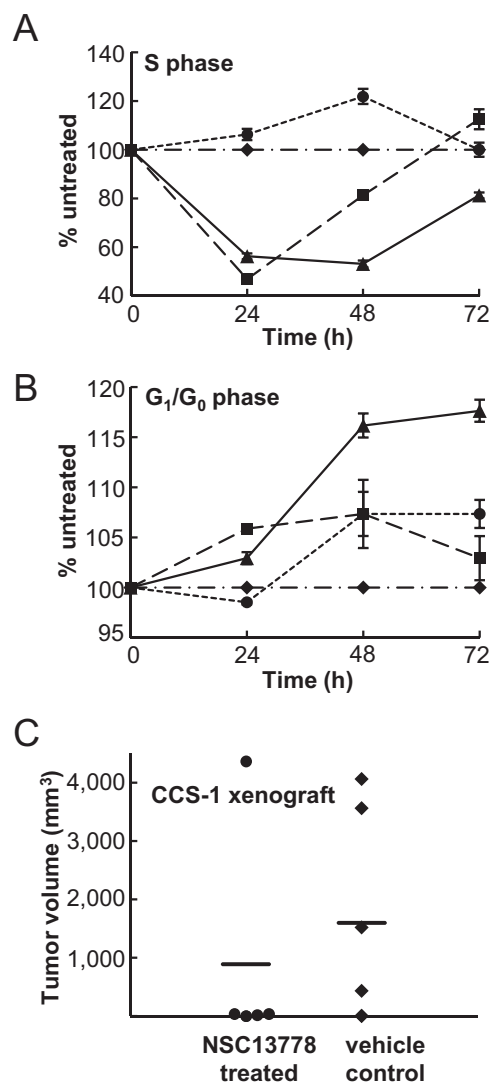 A
S phase
140
120
100
80
60
40
% untreated
0 24 48 72
Time (h)
B
G₁/G₀ phase
120
115
110
105
100
95
% untreated
0 24 48 72
Time (h)
C
CCS-1 xenograft
4,000
3,000
2,000
1,000
Tumor volume (mm³)
NSC13778 vehicle
treated control